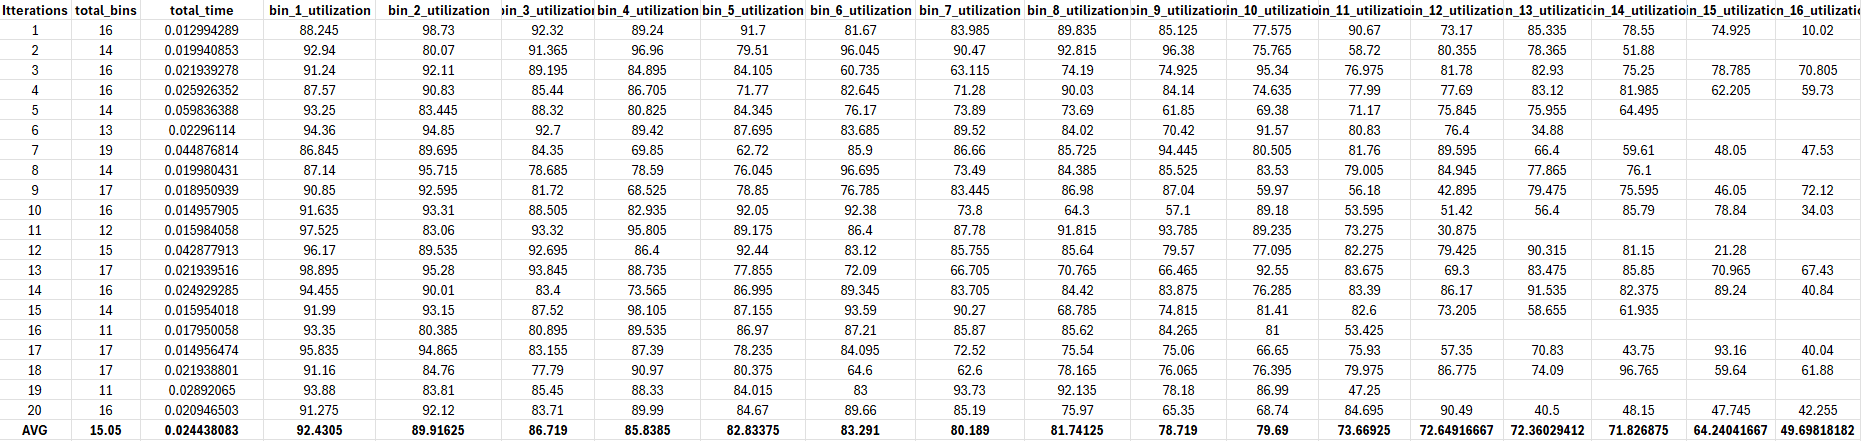 Itterations total_bins total_time bin_1_utilization bin_2_utilization in_3_utilization bin_4_utilization bin_5_utilization bin_6_utilization bin_7_utilization bin_8_utilization in_9_utilization in_10_utilization in_11_utilization in_12_utilizatio in_13_utilizatic in_14_utilization n_15_utilization n_16_utilizatio
1 16 0.012994289 88.245 98.73 92.32 89.24 91.7 81.67 83.985 89.835 85.125 77.575 90.67 73.17 85.335 78.55 74.925 10.02
2 14 0.019940853 92.94 80.07 91.365 96.96 79.51 96.045 90.47 92.815 96.38 75.765 58.72 80.355 78.365 51.88
3 16 0.021939278 91.24 92.11 89.195 84.895 84.105 60.735 63.115 74.19 74.925 95.34 76.975 81.78 82.93 75.25 78.785 70.805
4 16 0.025926352 87.57 90.83 85.44 86.705 71.77 82.645 71.28 90.03 84.14 74.635 77.99 77.69 83.12 81.985 62.205 59.73
5 14 0.059836388 93.25 83.445 88.32 80.825 84.345 76.17 73.89 73.69 61.85 69.38 71.17 75.845 75.955 64.495
6 13 0.02296114 94.36 94.85 92.7 89.42 87.695 83.685 89.52 84.02 70.42 91.57 80.83 76.4 34.88
7 19 0.044876814 86.845 89.695 84.35 69.85 62.72 85.9 86.66 85.725 94.445 80.505 81.76 89.595 66.4 59.61 48.05 47.53
8 14 0.019980431 87.14 95.715 78.685 78.59 76.045 96.695 73.49 84.385 85.525 83.53 79.005 84.945 77.865 76.1
9 17 0.018950939 90.85 92.595 81.72 68.525 78.85 76.785 83.445 86.98 87.04 59.97 56.18 42.895 79.475 75.595 46.05 72.12
10 16 0.014957905 91.635 93.31 88.505 82.935 92.05 92.38 73.8 64.3 57.1 89.18 53.595 51.42 56.4 85.79 78.84 34.03
11 12 0.015984058 97.525 83.06 93.32 95.805 89.175 86.4 87.78 91.815 93.785 89.235 73.275 30.875
12 15 0.042877913 96.17 89.535 92.695 86.4 92.44 83.12 85.755 85.64 79.57 77.095 82.275 79.425 90.315 81.15 21.28
13 17 0.021939516 98.895 95.28 93.845 88.735 77.855 72.09 66.705 70.765 66.465 92.55 83.675 69.3 83.475 85.85 70.965 67.43
14 16 0.024929285 94.455 90.01 83.4 73.565 86.995 89.345 83.705 84.42 83.875 76.285 83.39 86.17 91.535 82.375 89.24 40.84
15 14 0.015954018 91.99 93.15 87.52 98.105 87.155 93.59 90.27 68.785 74.815 81.41 82.6 73.205 58.655 61.935
16 11 0.017950058 93.35 80.385 80.895 89.535 86.97 87.21 85.87 85.62 84.265 81 53.425
17 17 0.014956474 95.835 94.865 83.155 87.39 78.235 84.095 72.52 75.54 75.06 66.65 75.93 57.35 70.83 43.75 93.16 40.04
18 17 0.021938801 91.16 84.76 77.79 90.97 80.375 64.6 62.6 78.165 76.065 76.395 79.975 86.775 74.09 96.765 59.64 61.88
19 11 0.02892065 93.88 83.81 85.45 88.33 84.015 83 93.73 92.135 78.18 86.99 47.25
20 16 0.020946503 91.275 92.12 83.71 89.99 84.67 89.66 85.19 75.97 65.35 68.74 84.695 90.49 40.5 48.15 47.745 42.255
AVG 15.05 0.024438083 92.4305 89.91625 86.719 85.8385 82.83375 83.291 80.189 81.74125 78.719 79.69 73.66925 72.64916667 72.36029412 71.826875 64.24041667 49.69818182